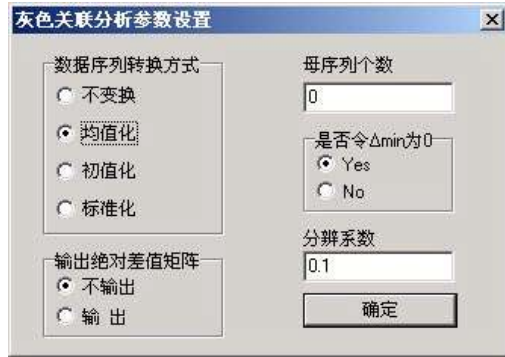 灰色关联分析参数设置
数据序列转换方式
不变换
均值化
初值化
标准化
输出绝对差值矩阵
不输出
输 出
母序列个数
0
是否令Δmin为0
Yes
No
分辨系数
0.1
确定